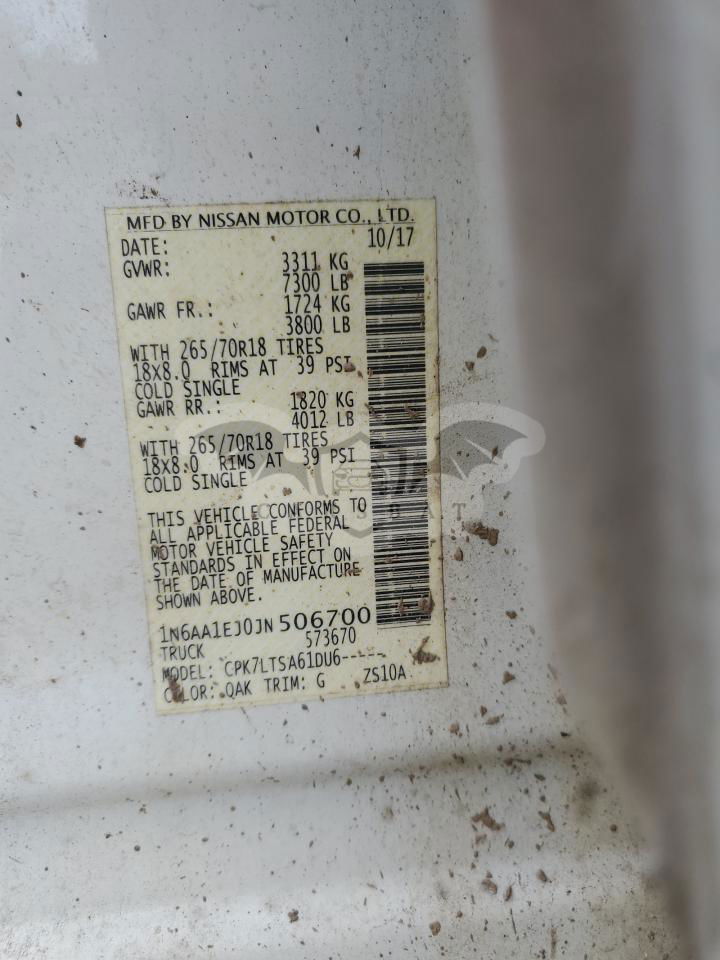 MFD BY NISSAN MOTOR CO., LTD.
DATE: 10/17
GVWR: 3311 KG
7300 LB
GAWR FR.: 1724 KG
3800 LB
WITH 265/70R18 TIRES
18X8.0 RIMS AT 39 PSI
COLD SINGLE
GAWR RR.: 1820 KG
4012 LB
WITH 265/70R18 TIRES
18X8.0 RIMS AT 39 PSI
COLD SINGLE
THIS VEHICLE CONFORMS TO
ALL APPLICABLE FEDERAL
MOTOR VEHICLE SAFETY
STANDARDS IN EFFECT ON
THE DATE OF MANUFACTURE
SHOWN ABOVE.
1N6AA1EJ0JN506700
TRUCK 573670
MODEL: CPK7LTSA61DU6-----
COLOR: QAK TRIM: G ZS10A